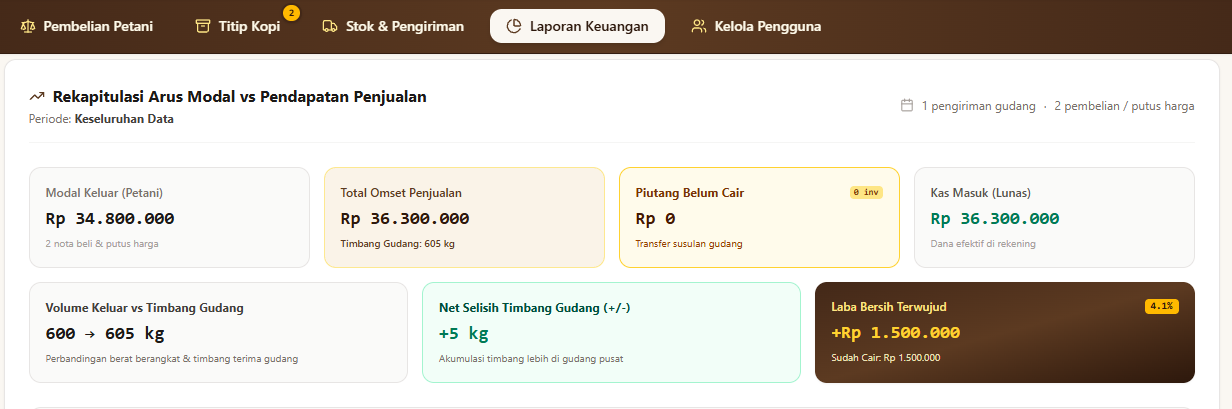 Pembelian Petani
Titip Kopi
2
Stok & Pengiriman
Laporan Keuangan
Kelola Pengguna
Rekapitulasi Arus Modal vs Pendapatan Penjualan
Periode: Keseluruhan Data
1 pengiriman gudang · 2 pembelian / putus harga
Modal Keluar (Petani)
Rp 34.800.000
2 nota beli & putus harga
Total Omset Penjualan
Rp 36.300.000
Timbang Gudang: 605 kg
Piutang Belum Cair
0 inv
Rp 0
Transfer susulan gudang
Kas Masuk (Lunas)
Rp 36.300.000
Dana efektif di rekening
Volume Keluar vs Timbang Gudang
600 → 605 kg
Perbandingan berat berangkat & timbang terima gudang
Net Selisih Timbang Gudang (+/-)
+5 kg
Akumulasi timbang lebih di gudang pusat
Laba Bersih Terwujud
4.1%
+Rp 1.500.000
Sudah Cair: Rp 1.500.000